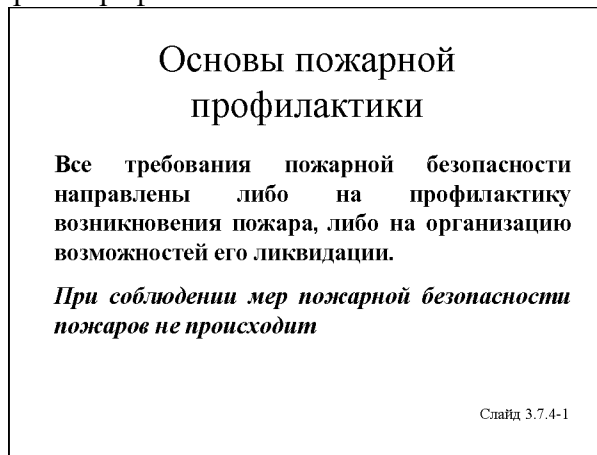 Основы пожарной
профилактики
Все требования пожарной безопасности
направлены либо на профилактику
возникновения пожара, либо на организацию
возможностей его ликвидации.
При соблюдении мер пожарной безопасности
пожаров не происходит
Слайд 3.7.4-1